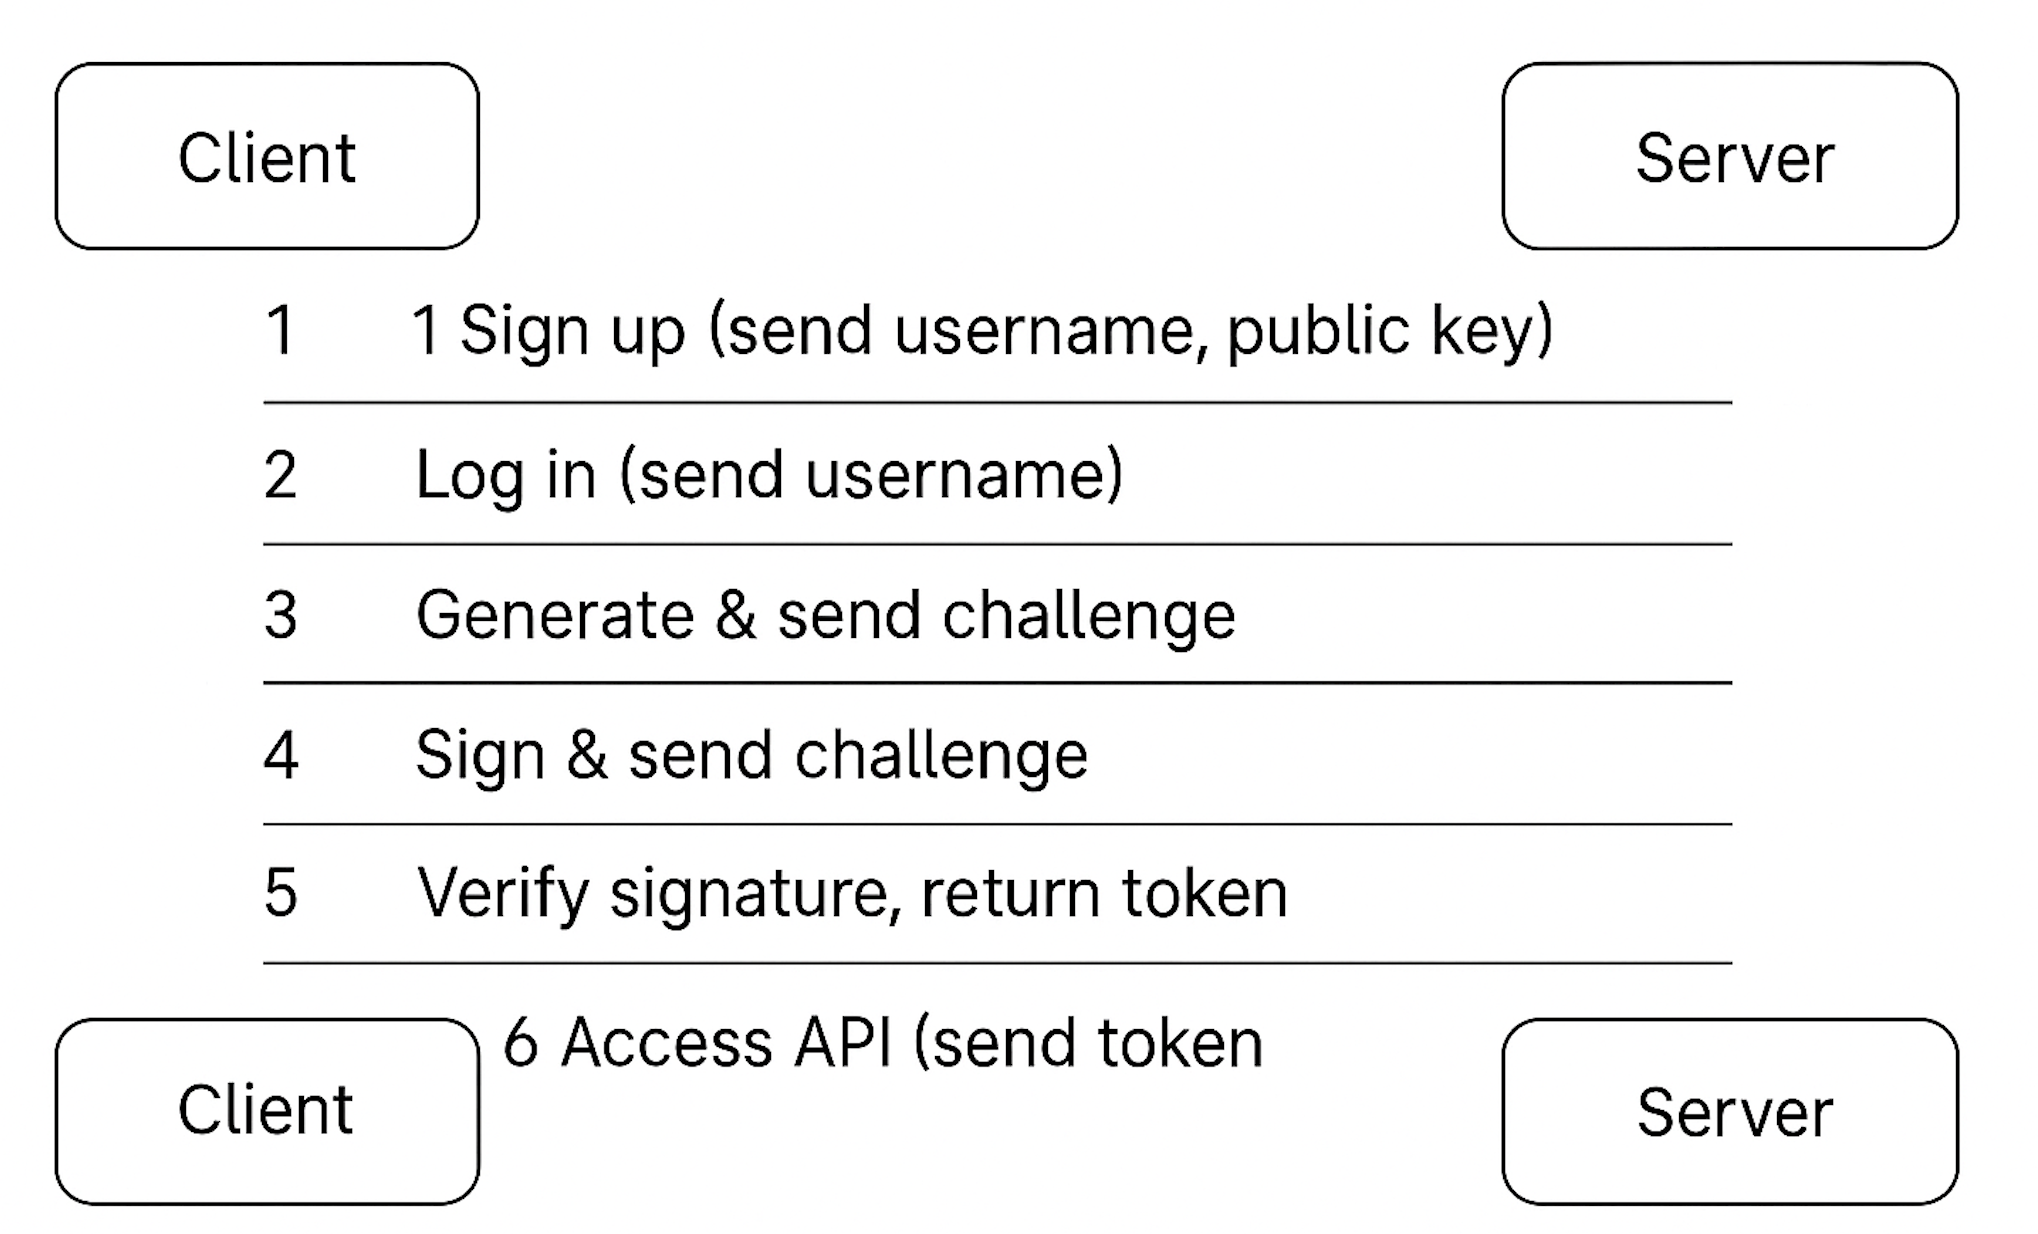 Client
Server
1 1 Sign up (send username, public key)
2 Log in (send username)
3 Generate & send challenge
4 Sign & send challenge
5 Verify signature, return token
6 Access API (send token
Client
Server